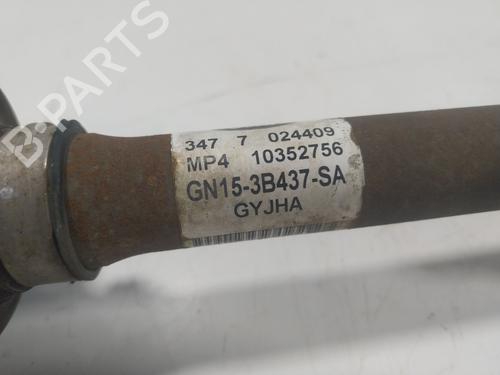 347 7 024409
MP4 10352756
GN15-3B437-SA
GYJHA
B-PARTS